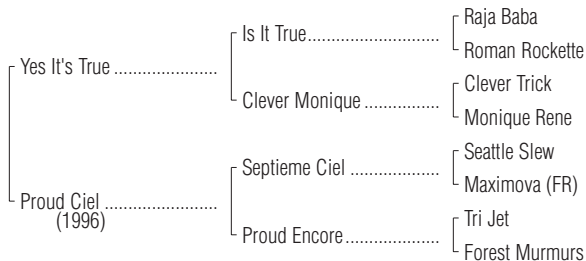 Raja Baba
Is It True
Roman Rockette
Yes It's True
Clever Trick
Clever Monique
Monique Rene
Seattle Slew
Septieme Ciel
Maximova (FR)
Proud Ciel
(1996)
Tri Jet
Proud Encore
Forest Murmurs